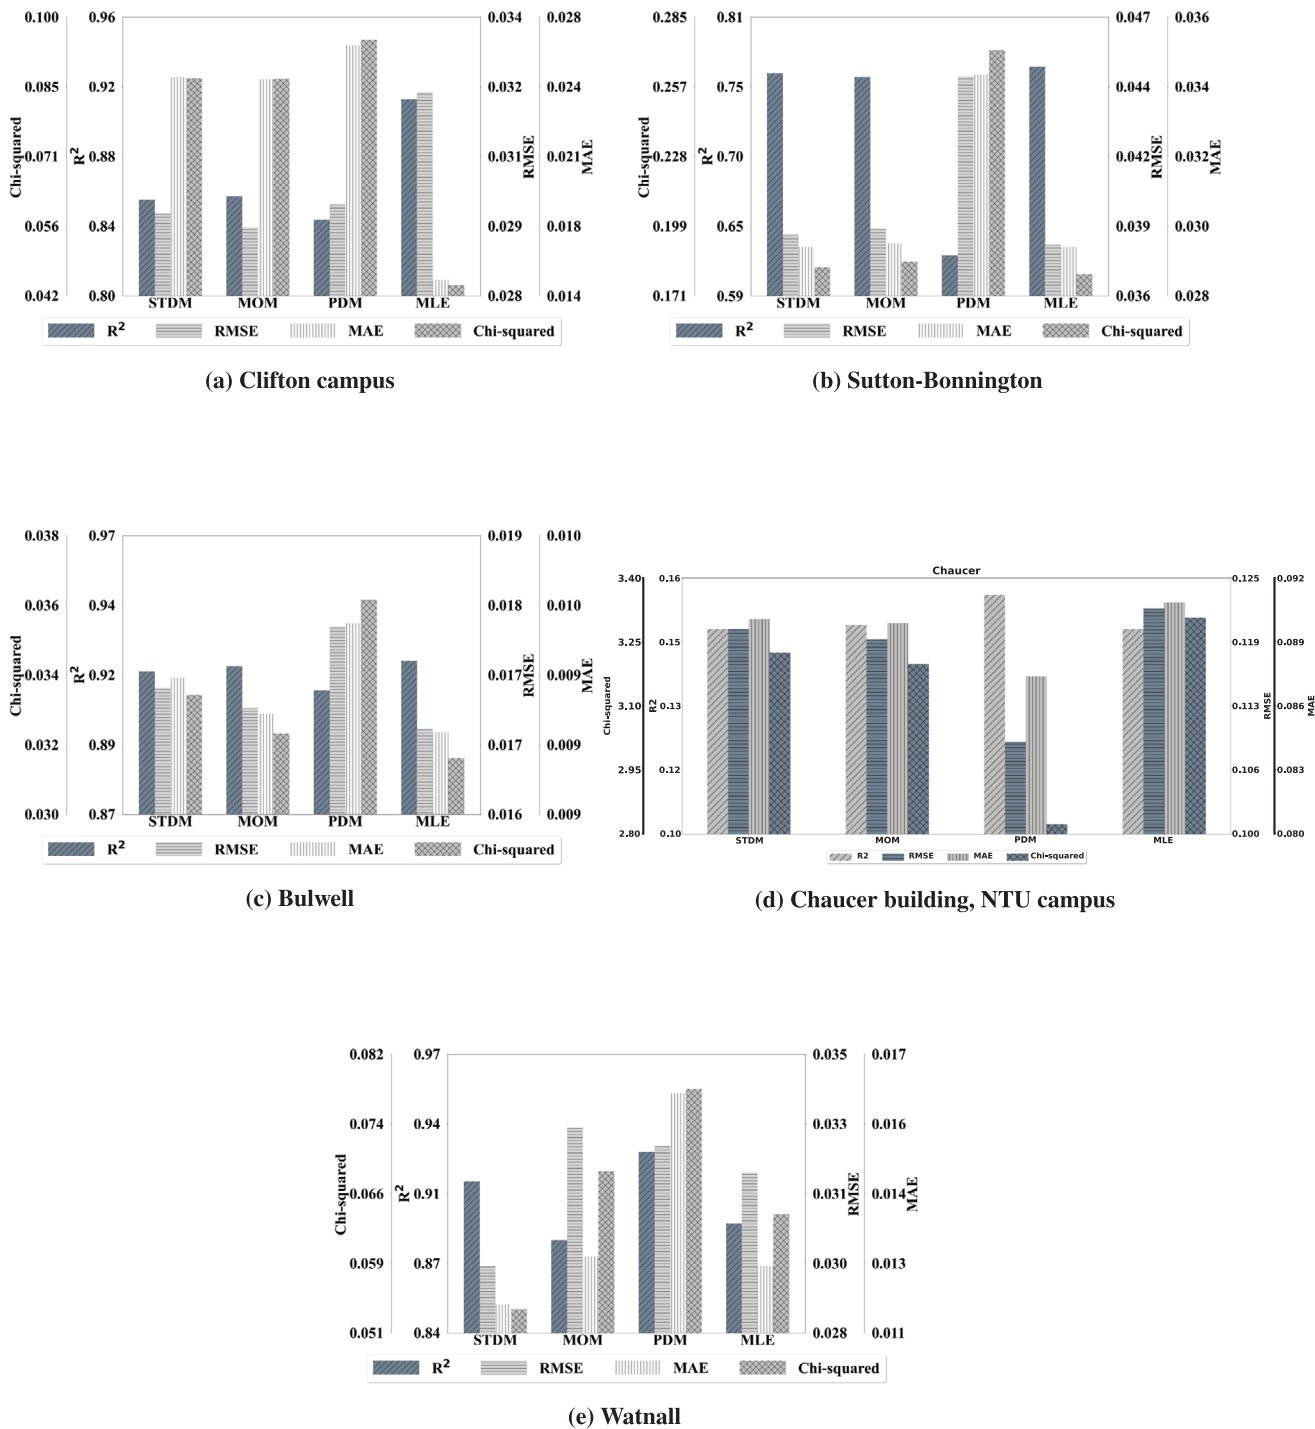 0.100 0.96 0.034 0.028
0.085 0.92 0.032 0.024
Chi-squared 0.071 R² 0.88 0.031 RMSE 0.021 MAE
0.056 0.84 0.029 0.018
0.042 0.80 0.028 0.014
STDM MOM PDM MLE
R² RMSE MAE Chi-squared
(a) Clifton campus
0.285 0.81 0.047 0.036
0.257 0.75 0.044 0.034
Chi-squared 0.228 R² 0.70 0.042 RMSE 0.032 MAE
0.199 0.65 0.039 0.030
0.171 0.59 0.036 0.028
STDM MOM PDM MLE
R² RMSE MAE Chi-squared
(b) Sutton-Bonnington
0.038 0.97 0.019 0.010
0.036 0.94 0.018 0.010
Chi-squared 0.034 R² 0.92 0.017 RMSE 0.009 MAE
0.032 0.89 0.017 0.009
0.030 0.87 0.016 0.009
STDM MOM PDM MLE
R² RMSE MAE Chi-squared
(c) Bulwell
Chaucer
3.40 0.16 0.125 0.092
3.25 0.15 0.119 0.089
Chi-squared 3.10 R2 0.13 0.113 RMSE 0.086 MAE
2.95 0.12 0.106 0.083
2.80 0.10 0.100 0.080
STDM MOM PDM MLE
R2 RMSE MAE Chi-squared
(d) Chaucer building, NTU campus
0.082 0.97 0.035 0.017
0.074 0.94 0.033 0.016
Chi-squared 0.066 R² 0.91 0.031 RMSE 0.014 MAE
0.059 0.87 0.030 0.013
0.051 0.84 0.028 0.011
STDM MOM PDM MLE
R² RMSE MAE Chi-squared
(e) Watnall